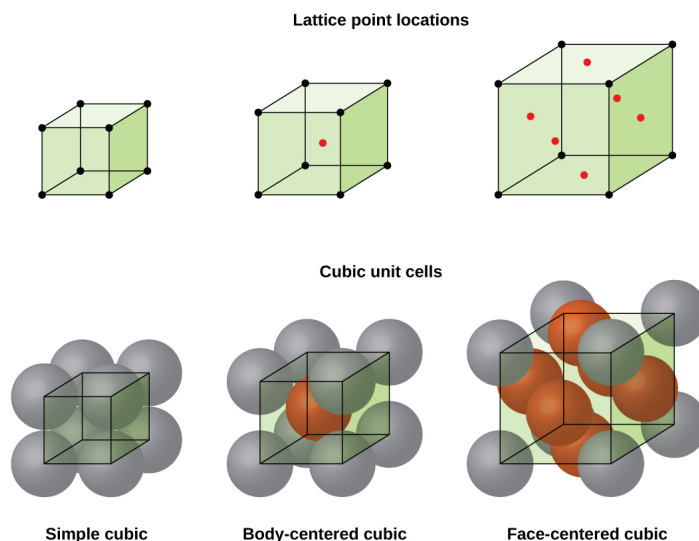 Lattice point locations
Cubic unit cells
Simple cubic
Body-centered cubic
Face-centered cubic